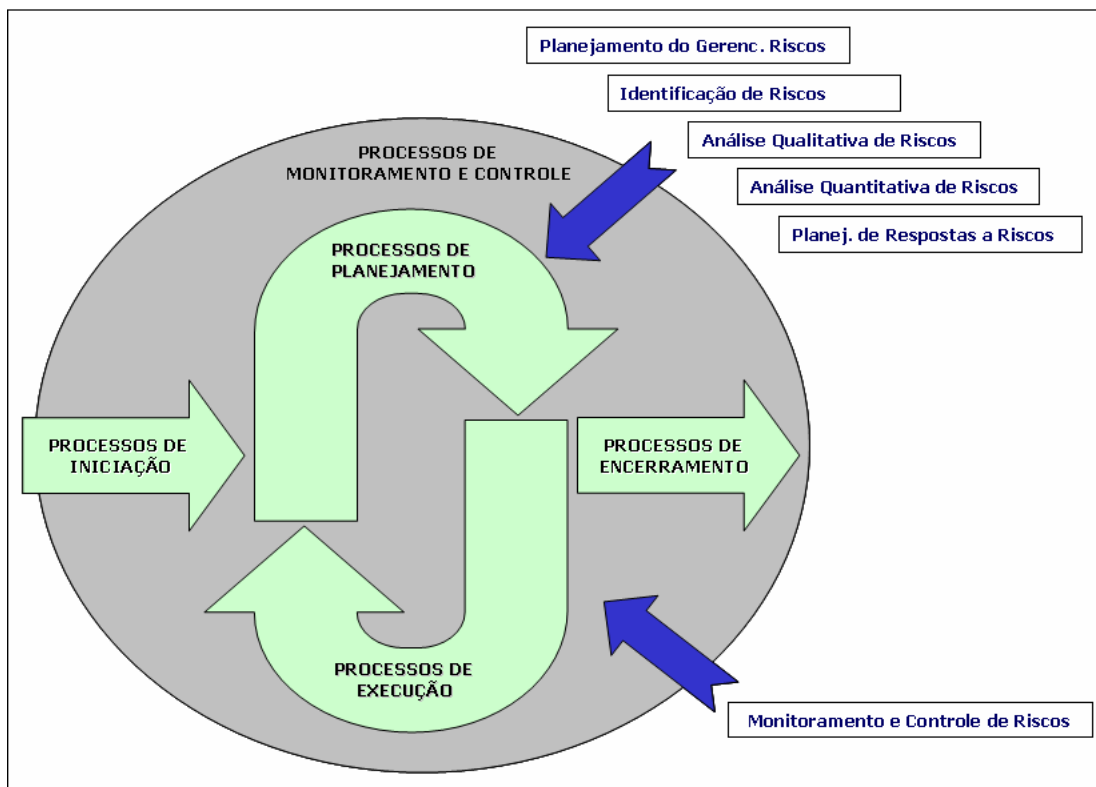 Planejamento do Gerenc. Riscos
Identificação de Riscos
Análise Qualitativa de Riscos
Análise Quantitativa de Riscos
Planej. de Respostas a Riscos
PROCESSOS DE
MONITORAMENTO E CONTROLE
PROCESSOS DE
PLANEJAMENTO
PROCESSOS DE
INICIAÇÃO
PROCESSOS DE
ENCERRAMENTO
PROCESSOS DE
EXECUÇÃO
Monitoramento e Controle de Riscos